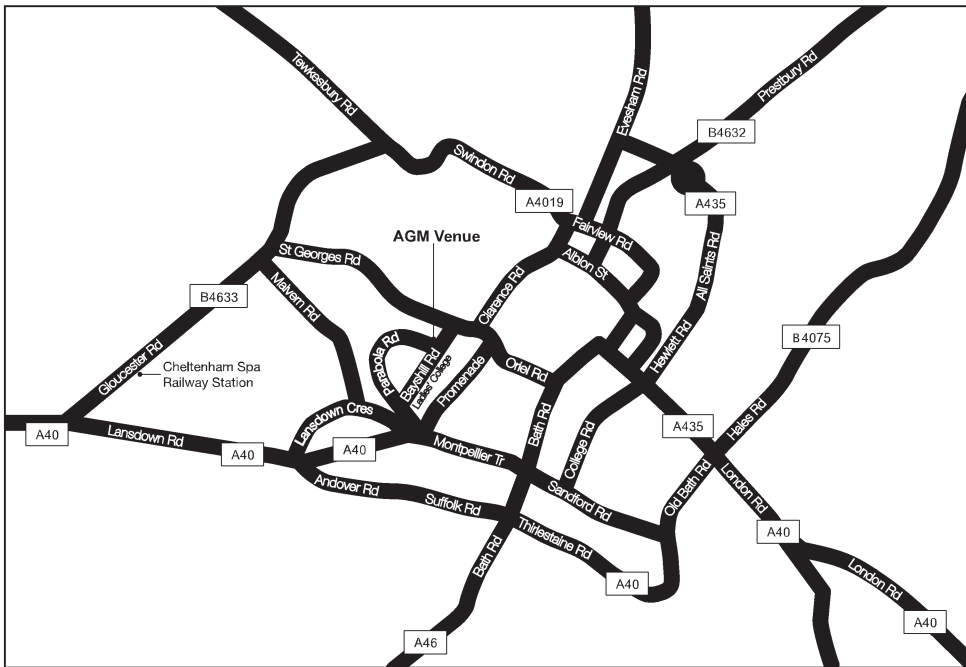 Tewkesbury Rd
Evesham Rd
Prestbury Rd
B4632
Swindon Rd
A4019
A435
Fairview Rd
AGM Venue
St Georges Rd
Albion St
All Saints Rd
Malvern Rd
B4633
Clarence Rd
Hewlett Rd
B4075
Gloucester Rd
Cheltenham Spa
Railway Station
Parabola Rd
Bayshill Rd
Ladies' College
Promenade
Oriel Rd
Lansdown Cres
Bath Rd
College Rd
A435
Hales Rd
A40
Lansdown Rd
A40
A40
Montpellier Tr
Andover Rd
Suffolk Rd
Sandford Rd
Old Bath Rd
London Rd
Thirlestaine Rd
A40
A40
Bath Rd
London Rd
A40
A46